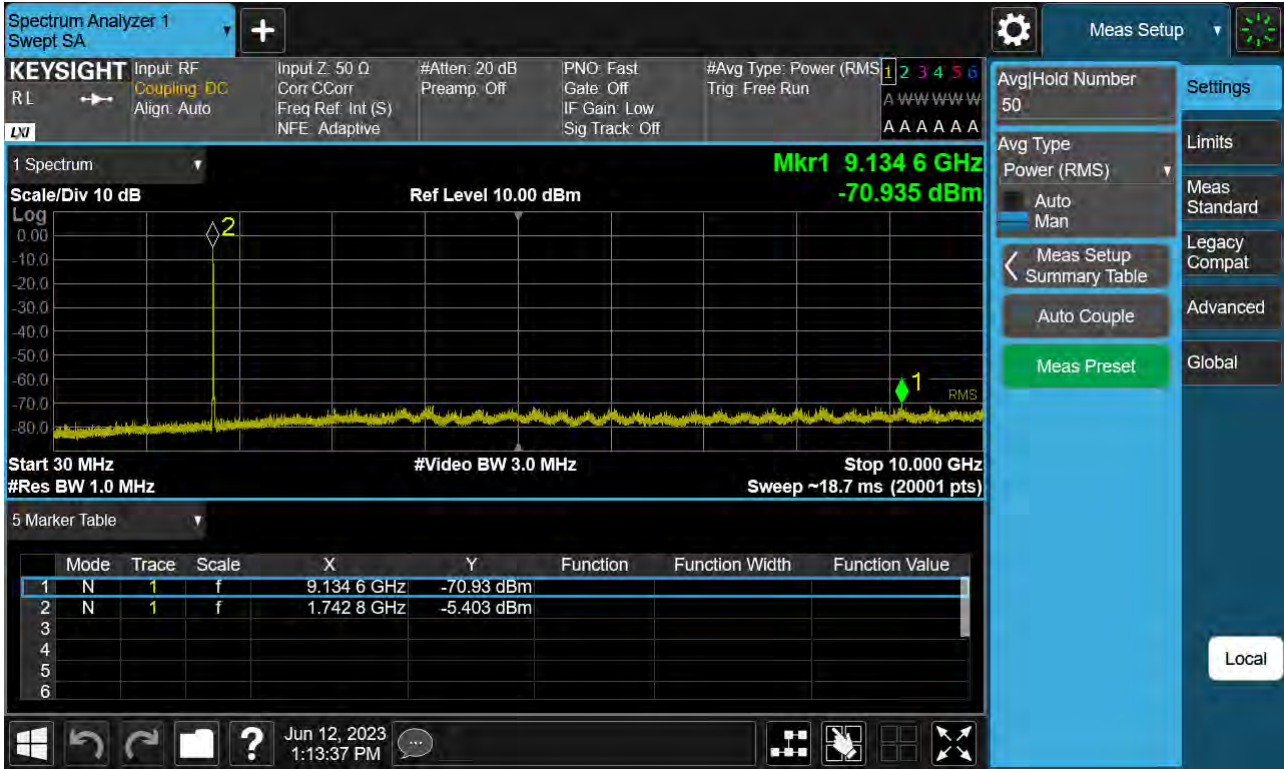 Spectrum Analyzer 1
Swept SA
Meas Setup
KEYSIGHT
RL
LXI
Input: RF
Coupling: DC
Align: Auto
Input Z: 50 Ω
Corr CCorr
Freq Ref: Int (S)
NFE: Adaptive
#Atten: 20 dB
Preamp: Off
PNO: Fast
Gate: Off
IF Gain: Low
Sig Track: Off
#Avg Type: Power (RMS
Trig: Free Run
1 2 3 4 5 6
A W W W W W
A A A A A A
1 Spectrum
Scale/Div 10 dB
Ref Level 10.00 dBm
Mkr1 9.134 6 GHz
-70.935 dBm
Log
0.00
-10.0
-20.0
-30.0
-40.0
-50.0
-60.0
-70.0
-80.0
2
1
RMS
Start 30 MHz
#Video BW 3.0 MHz
Stop 10.000 GHz
#Res BW 1.0 MHz
Sweep ~18.7 ms (20001 pts)
5 Marker Table
Mode Trace Scale X Y Function Function Width Function Value
1 N 1 f 9.134 6 GHz -70.93 dBm
2 N 1 f 1.742 8 GHz -5.403 dBm
3
4
5
6
Avg|Hold Number
50
Avg Type
Power (RMS)
Auto
Man
Meas Setup
Summary Table
Auto Couple
Meas Preset
Settings
Limits
Meas
Standard
Legacy
Compat
Advanced
Global
Local
?
Jun 12, 2023
1:13:37 PM